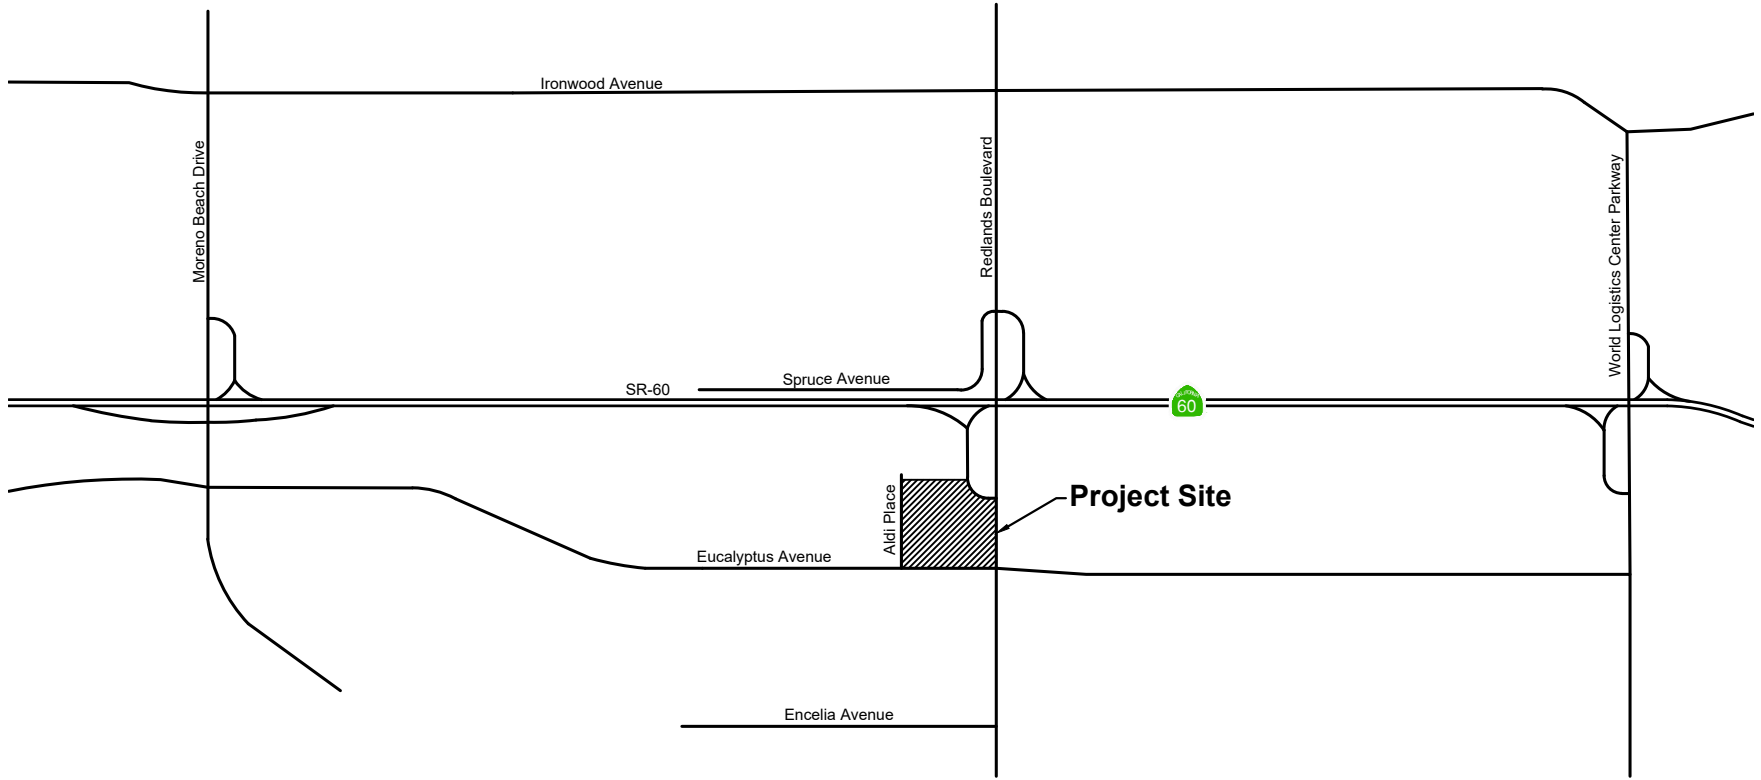 Ironwood Avenue
Moreno Beach Drive
Redlands Boulevard
World Logistics Center Parkway
Spruce Avenue
SR-60
60
Project Site
Aldi Place
Eucalyptus Avenue
Encelia Avenue